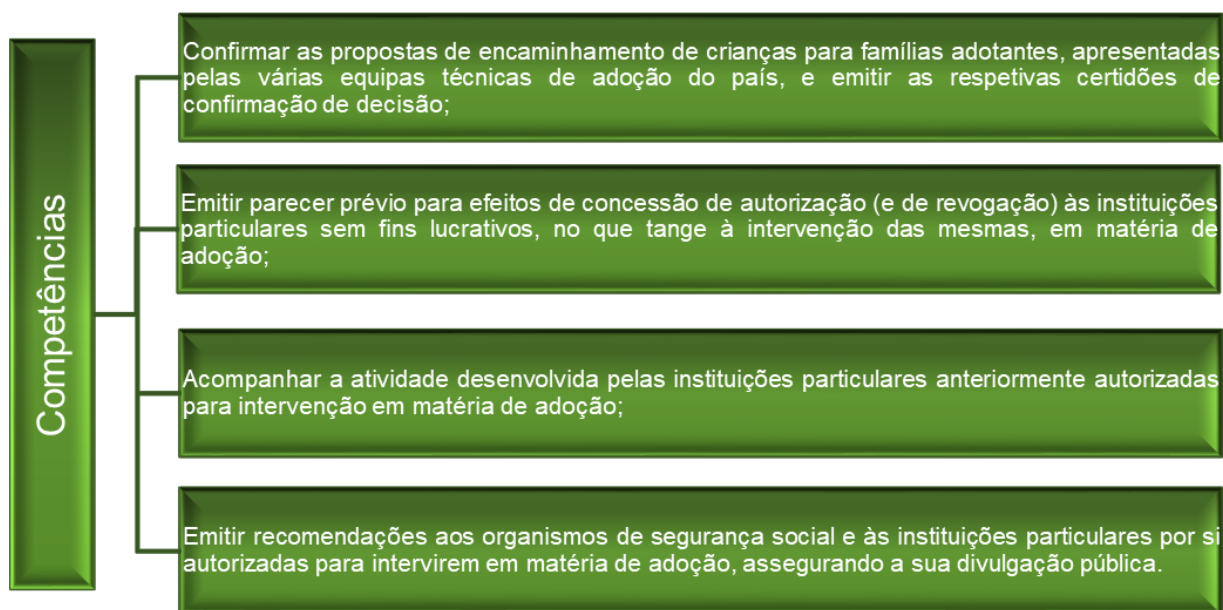 Competências
Confirmar as propostas de encaminhamento de crianças para famílias adotantes, apresentadas
pelas várias equipas técnicas de adoção do país, e emitir as respetivas certidões de
confirmação de decisão;
Emitir parecer prévio para efeitos de concessão de autorização (e de revogação) às instituições
particulares sem fins lucrativos, no que tange à intervenção das mesmas, em matéria de
adoção;
Acompanhar a atividade desenvolvida pelas instituições particulares anteriormente autorizadas
para intervenção em matéria de adoção;
Emitir recomendações aos organismos de segurança social e às instituições particulares por si
autorizadas para intervirem em matéria de adoção, assegurando a sua divulgação pública.